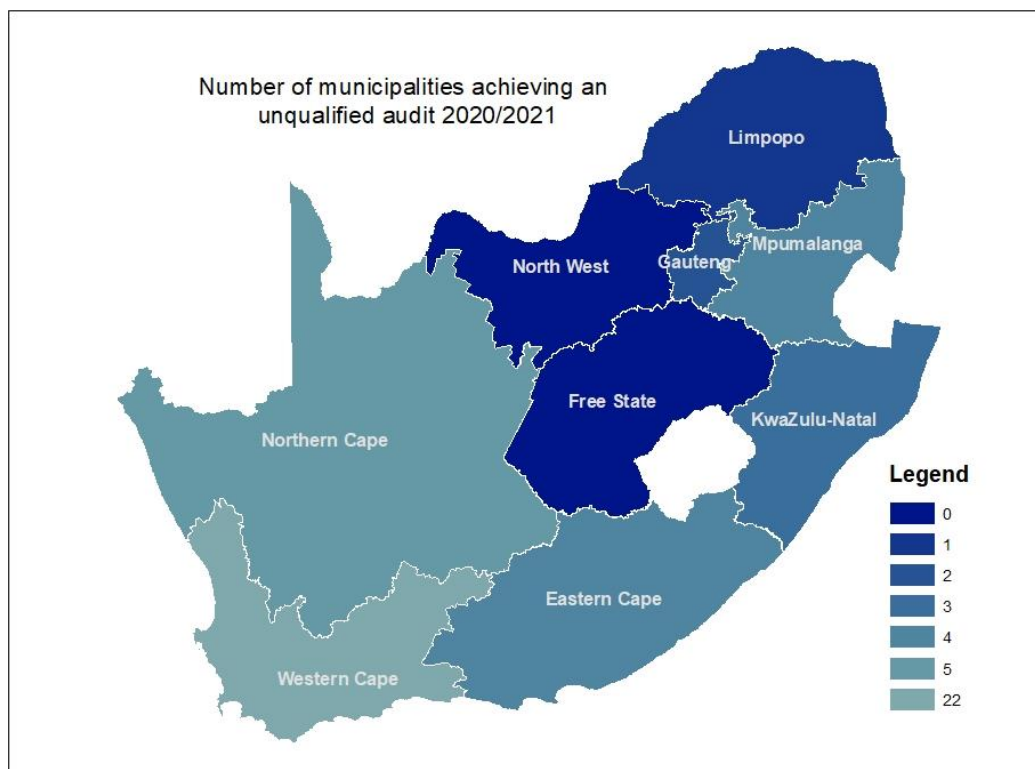 Number of municipalities achieving an
unqualified audit 2020/2021
Limpopo
Mpumalanga
Gauteng
North West
Free State
KwaZulu-Natal
Northern Cape
Eastern Cape
Western Cape
Legend
0
1
2
3
4
5
22